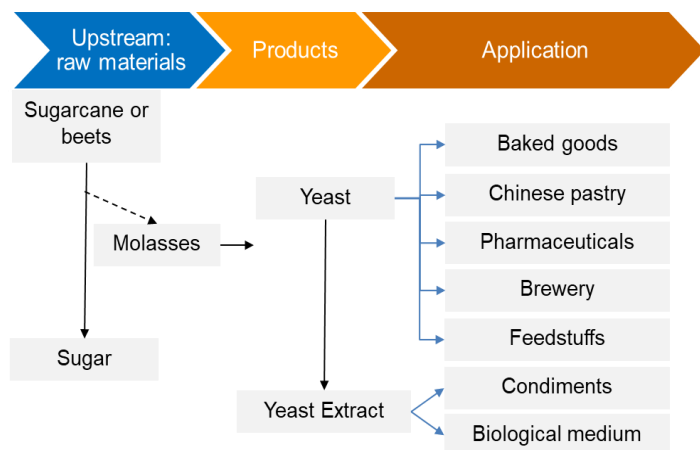 Upstream:
raw materials
Products
Application
Sugarcane or
beets
Molasses
Sugar
Yeast
Yeast Extract
Baked goods
Chinese pastry
Pharmaceuticals
Brewery
Feedstuffs
Condiments
Biological medium